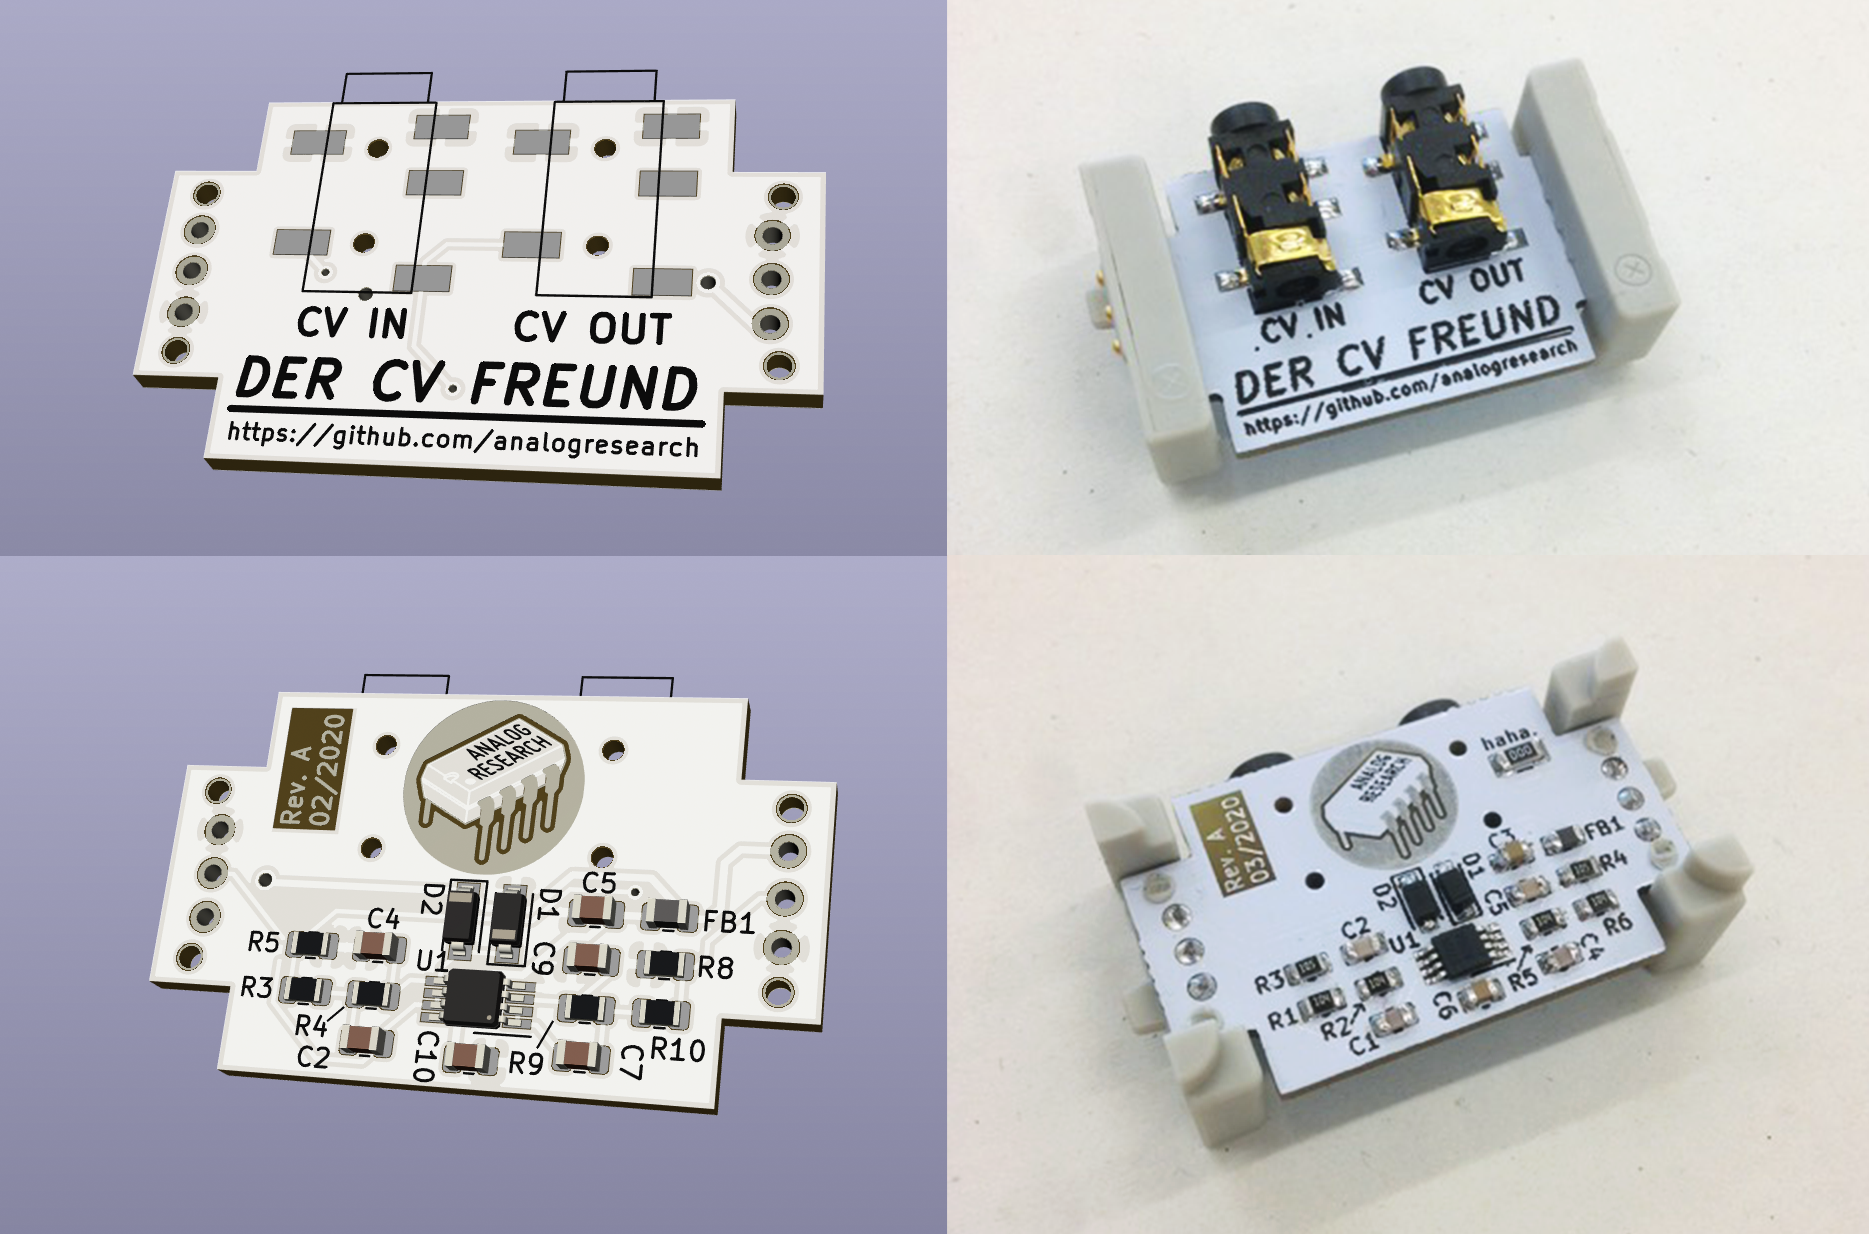 CV IN
CV OUT
DER CV FREUND
https://github.com/analogresearch
CV IN
CV OUT
DER CV FREUND
https://github.com/analogresearch
Rev. A
02/2020
ANALOG
RESEARCH
D2
D1
C5
FB1
C4
R5
U1
C9
R8
R3
R4
C2
C10
R9
C7
R10
haha.
ANALOG
RESEARCH
Rev. A
03/2020
C3
FB1
D1
D2
C5
R4
R6
C2
U1
R5
C4
R3
R1
R2
C1
C6